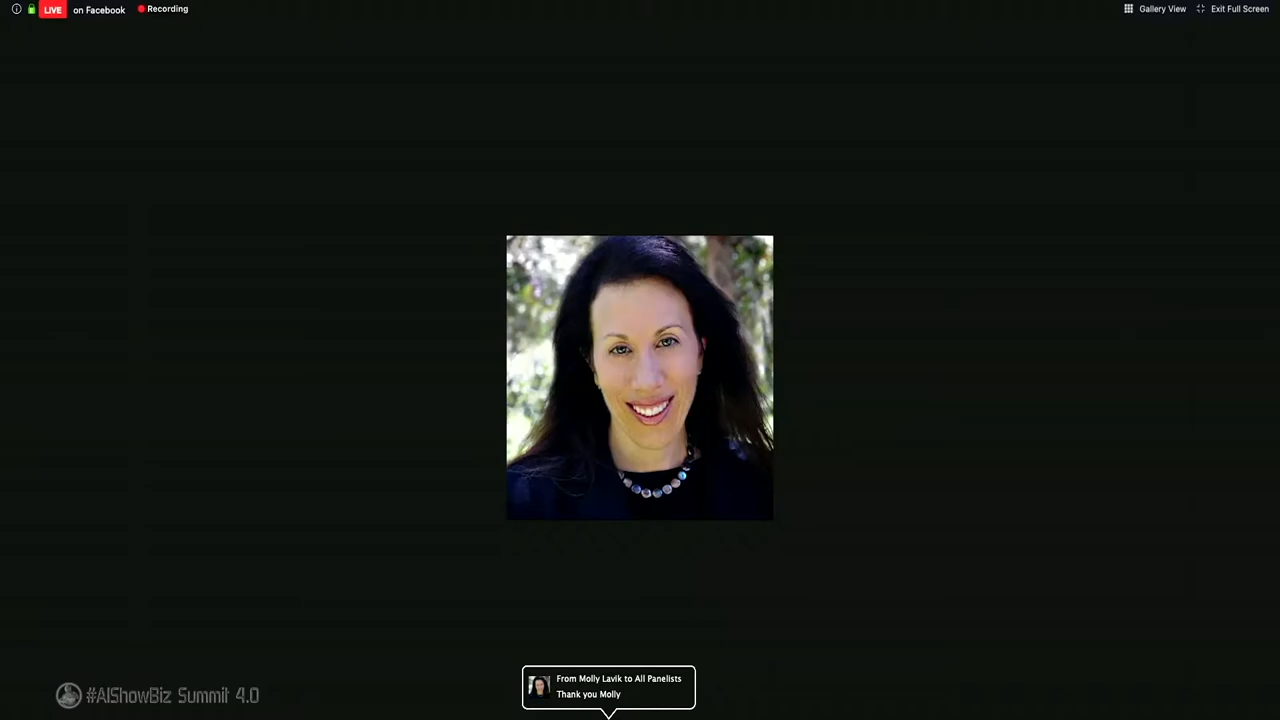 LIVE on Facebook Recording
Gallery View Exit Full Screen
From Molly Lavik to All Panelists
Thank you Molly
#AIShowBiz Summit 4.0